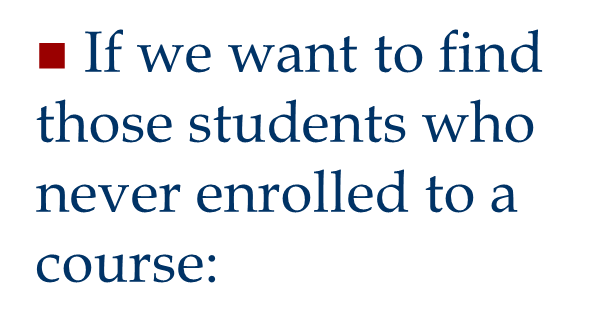 ■ If we want to find
those students who
never enrolled to a
course: